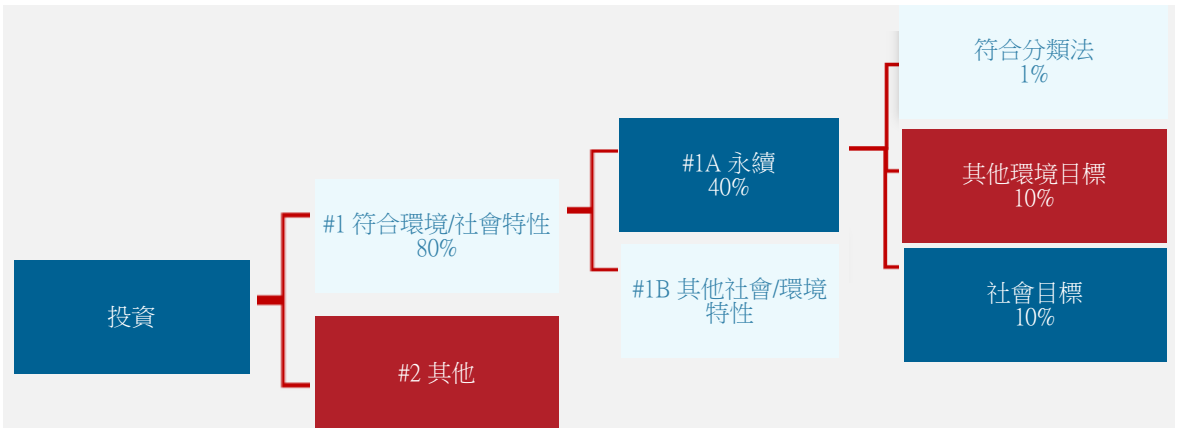 投資
#1 符合環境/社會特性
80%
#2 其他
#1A 永續
40%
#1B 其他社會/環境
特性
符合分類法
1%
其他環境目標
10%
社會目標
10%